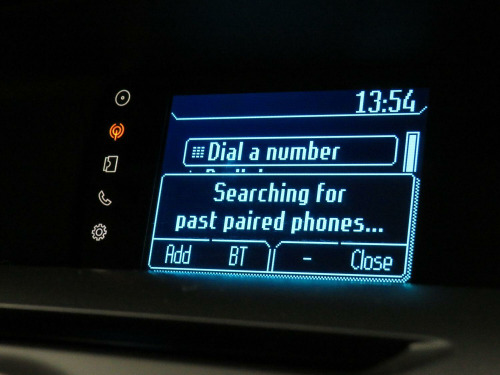 13:54
Dial a number
Searching for
past paired phones...
Add BT - Close